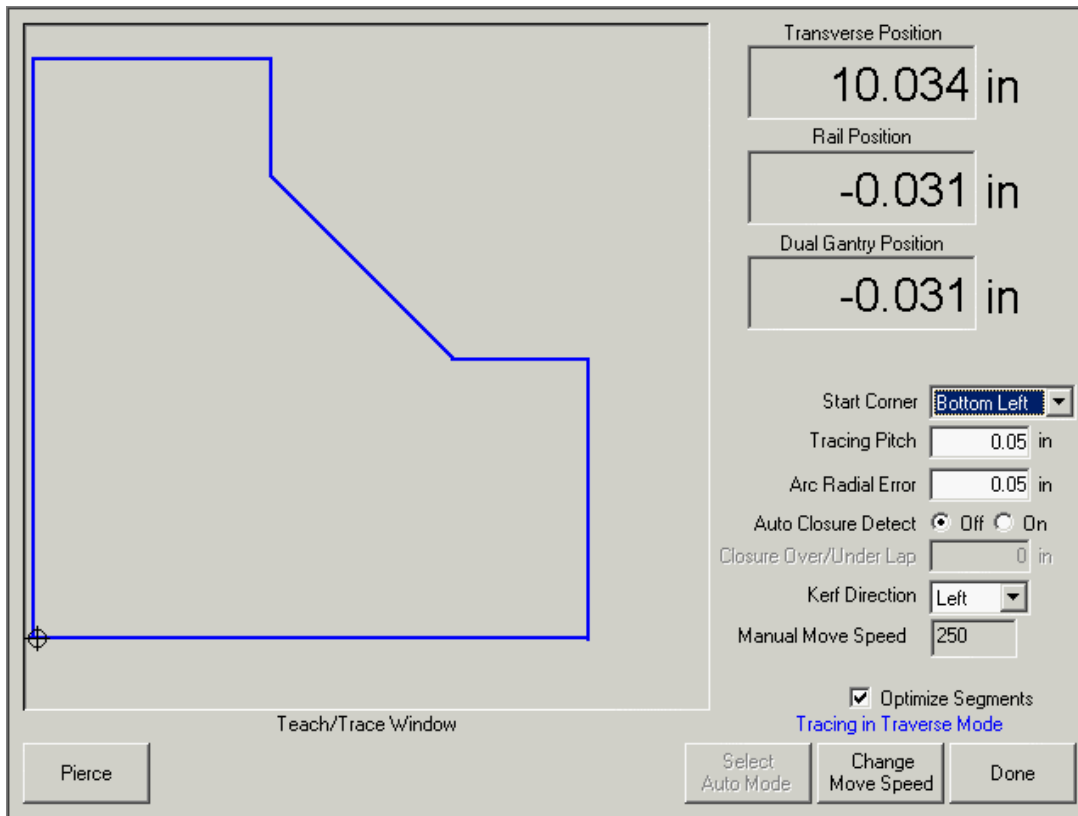 Transverse Position
10.034 in
Rail Position
-0.031 in
Dual Gantry Position
-0.031 in
Start Corner Bottom Left
Tracing Pitch 0.05 in
Arc Radial Error 0.05 in
Auto Closure Detect Off On
Closure Over/Under Lap 0 in
Kerf Direction Left
Manual Move Speed 250
Optimize Segments
Teach/Trace Window
Tracing in Traverse Mode
Pierce
Select
Auto Mode
Change
Move Speed
Done